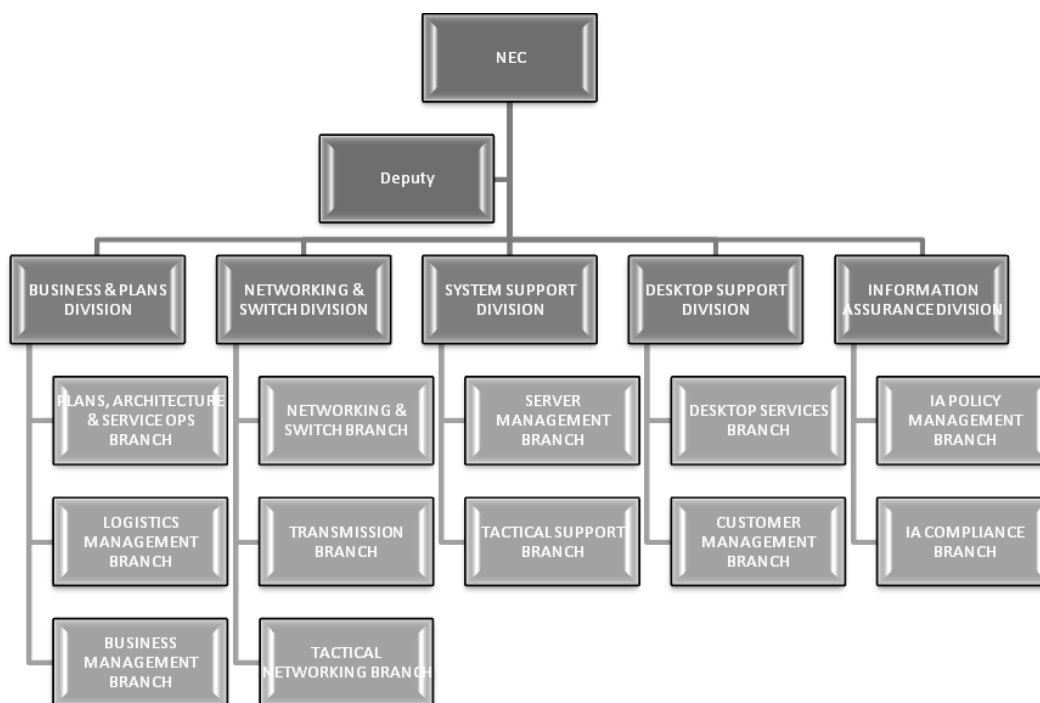 NEC
Deputy
BUSINESS & PLANS
DIVISION
NETWORKING &
SWITCH DIVISION
SYSTEM SUPPORT
DIVISION
DESKTOP SUPPORT
DIVISION
INFORMATION
ASSURANCE DIVISION
PLANS, ARCHITECTURE
& SERVICE OPS
BRANCH
NETWORKING &
SWITCH BRANCH
SERVER
MANAGEMENT
BRANCH
DESKTOP SERVICES
BRANCH
IA POLICY
MANAGEMENT
BRANCH
LOGISTICS
MANAGEMENT
BRANCH
TRANSMISSION
BRANCH
TACTICAL SUPPORT
BRANCH
CUSTOMER
MANAGEMENT
BRANCH
IA COMPLIANCE
BRANCH
BUSINESS
MANAGEMENT
BRANCH
TACTICAL
NETWORKING BRANCH